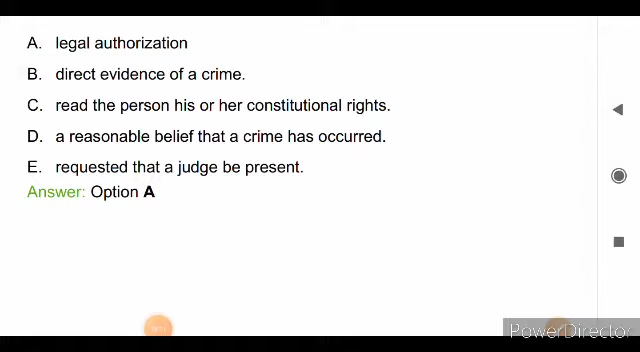 A. legal authorization
B. direct evidence of a crime.
C. read the person his or her constitutional rights.
D. a reasonable belief that a crime has occurred.
E. requested that a judge be present.
Answer: Option A
PowerDirector